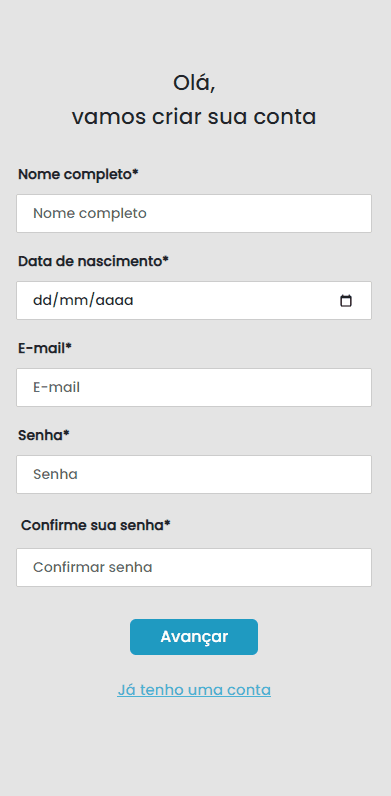 Olá,
vamos criar sua conta
Nome completo*
Nome completo
Data de nascimento*
dd/mm/aaaa
E-mail*
E-mail
Senha*
Senha
Confirme sua senha*
Confirmar senha
Avançar
Já tenho uma conta